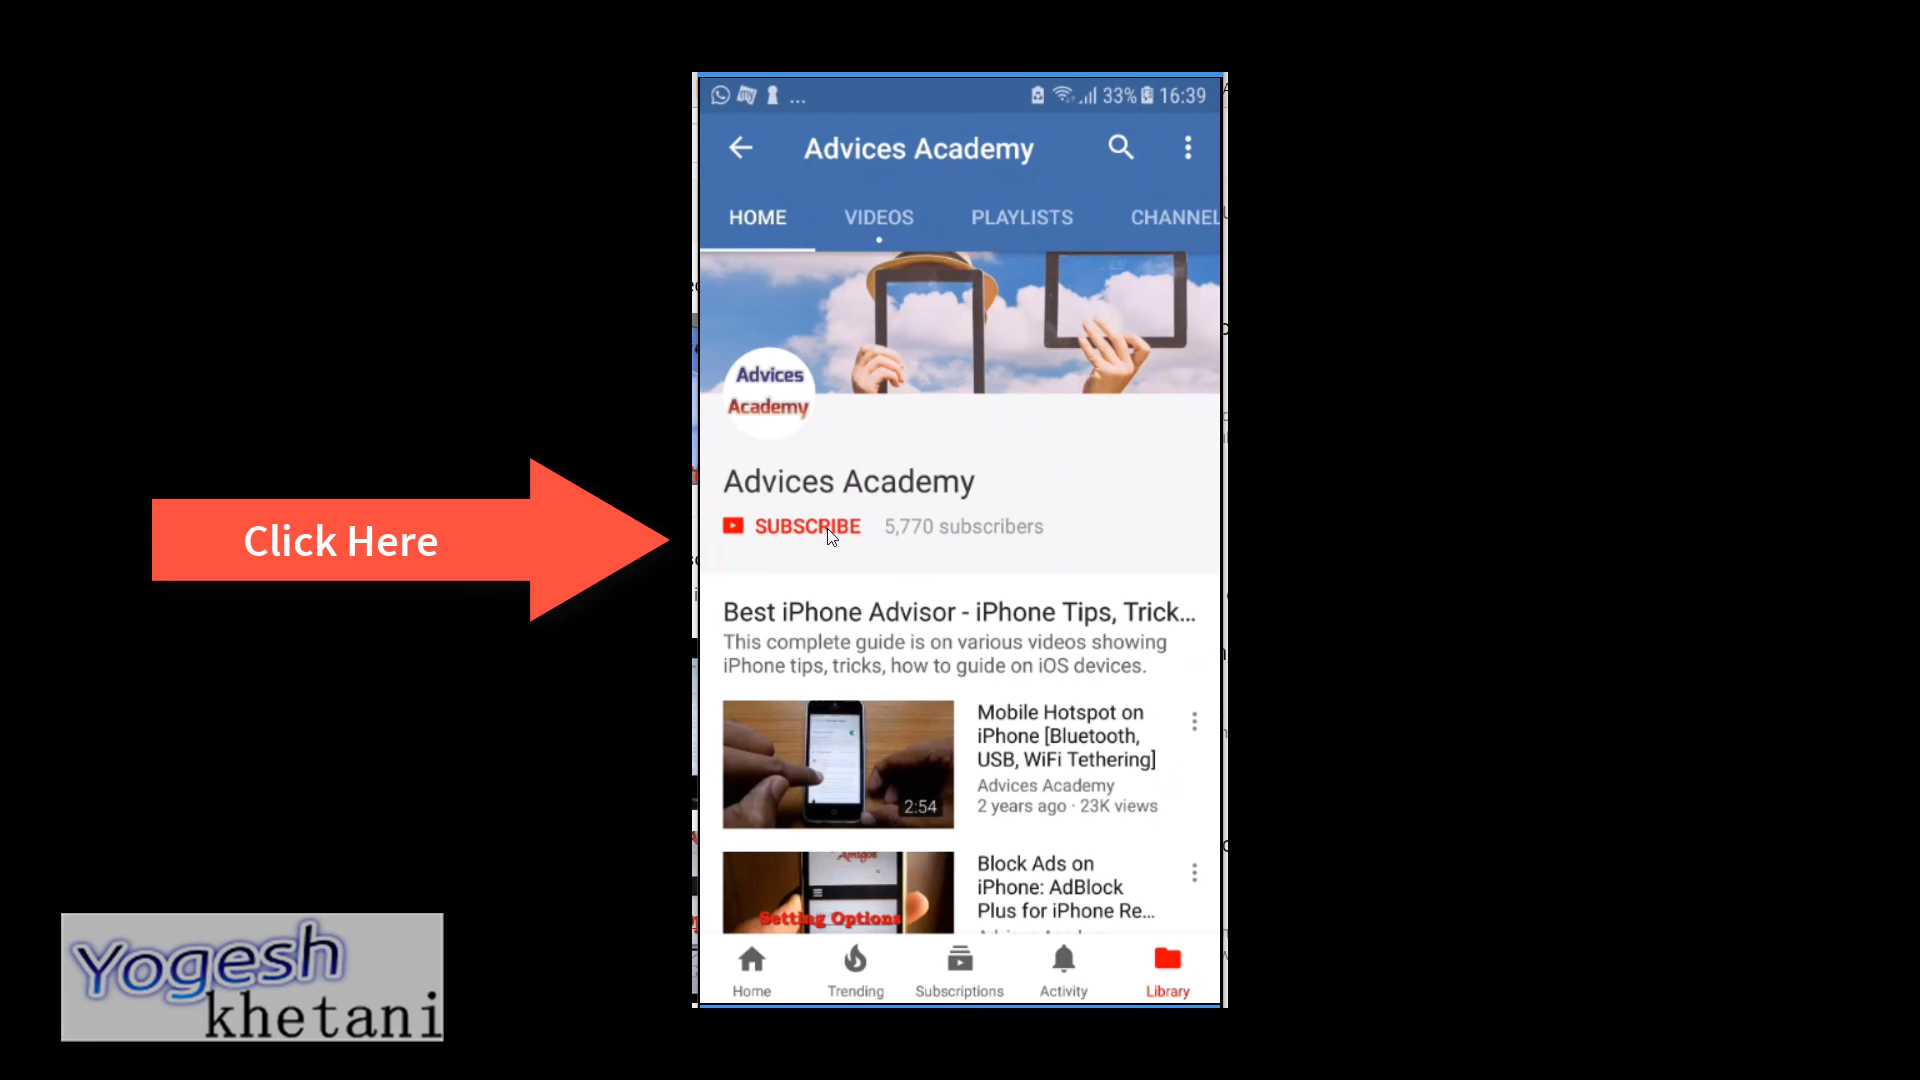 ... 33% 16:39
Advices Academy
HOME VIDEOS PLAYLISTS CHANNEL
Advices
Academy
Advices Academy
SUBSCRIBE 5,770 subscribers
Click Here
Best iPhone Advisor - iPhone Tips, Trick...
This complete guide is on various videos showing
iPhone tips, tricks, how to guide on iOS devices.
Mobile Hotspot on
iPhone [Bluetooth,
USB, WiFi Tethering]
Advices Academy
2 years ago · 23K views
2:54
Block Ads on
iPhone: AdBlock
Plus for iPhone Re...
Amigos
Setting Options
Home Trending Subscriptions Activity Library
Yogesh
khetani